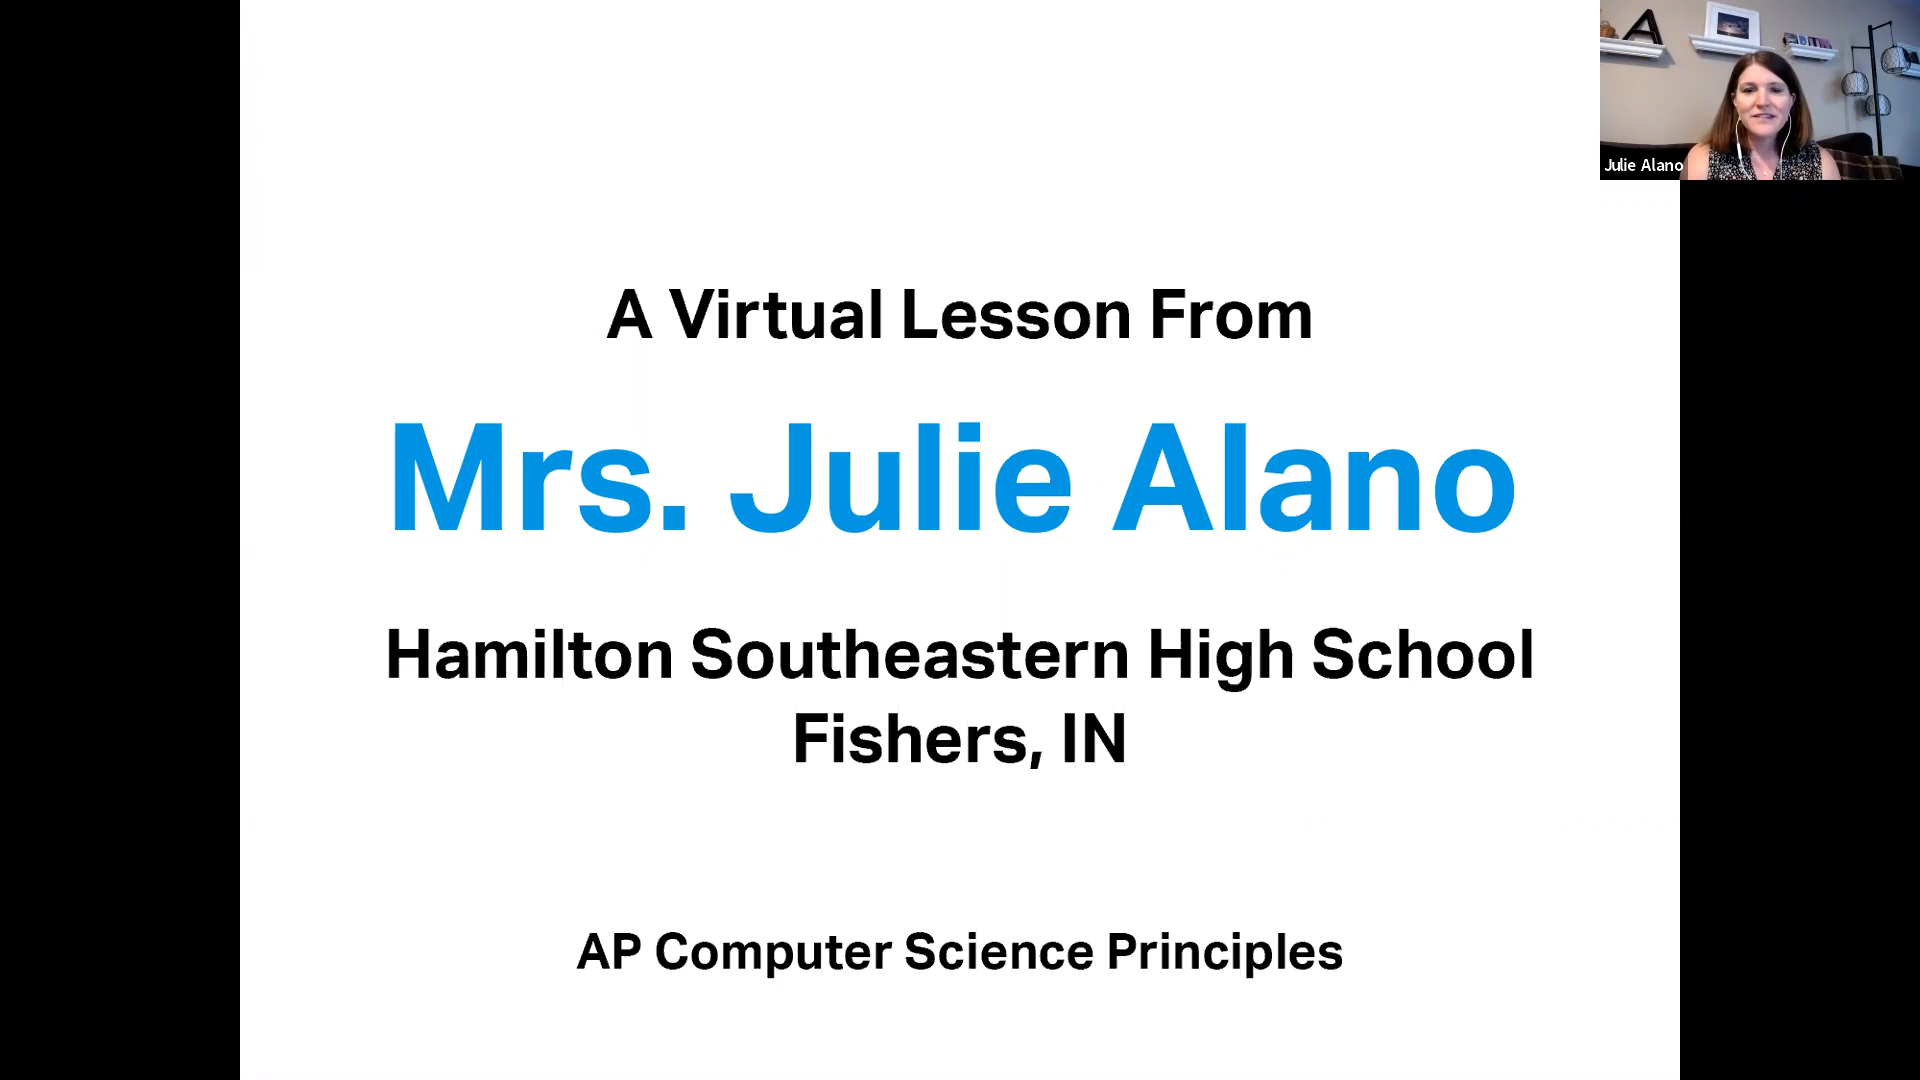 A Virtual Lesson From
Mrs. Julie Alano
Hamilton Southeastern High School
Fishers, IN
AP Computer Science Principles
Julie Alano
A